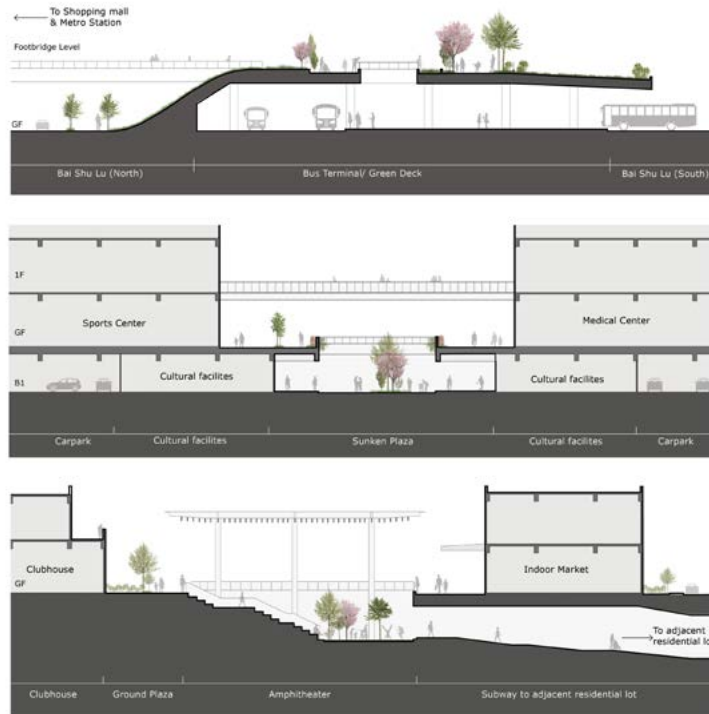 To Shopping mall
& Metro Station
Footbridge Level
GF
Bai Shu Lu (North)
Bus Terminal/ Green Deck
Bai Shu Lu (South)
1F
GF
Sports Center
Medical Center
B1
Cultural facilites
Cultural facilites
Carpark
Cultural facilites
Sunken Plaza
Cultural facilites
Carpark
Clubhouse
GF
Indoor Market
To adjacent
residential lo
Clubhouse
Ground Plaza
Amphitheater
Subway to adjacent residential lot